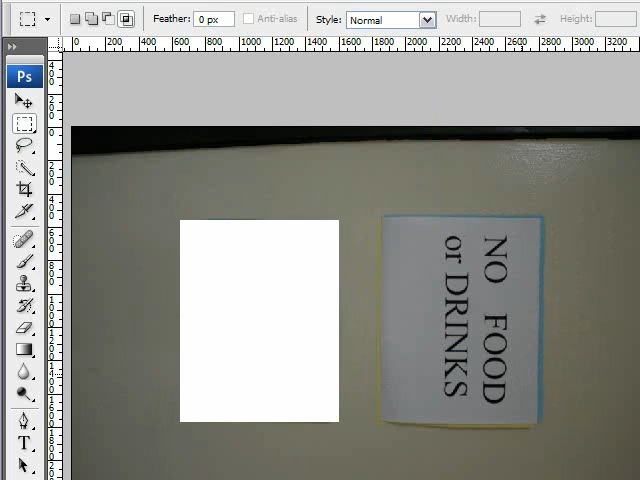 Feather: 0 px Anti-alias Style: Normal Width: Height:
0 200 400 600 800 1000 1200 1400 1600 1800 2000 2200 2400 2600 2800 3000 3200
Ps
T
NO FOOD
or DRINKS